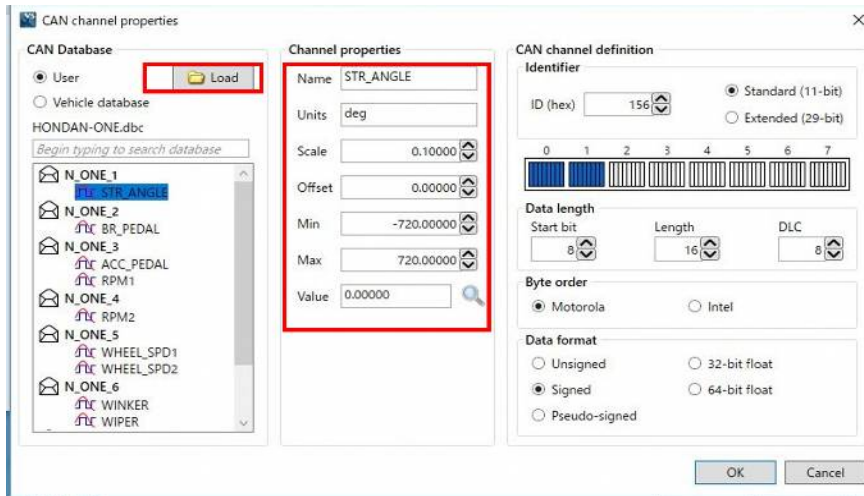 CAN channel properties
CAN Database
User
Load
Vehicle database
HONDAN-ONE.dbc
Begin typing to search database
N_ONE_1
STR_ANGLE
N_ONE_2
BR_PEDAL
N_ONE_3
ACC_PEDAL
RPM1
N_ONE_4
RPM2
N_ONE_5
WHEEL_SPD1
WHEEL_SPD2
N_ONE_6
WINKER
WIPER
Channel properties
Name STR_ANGLE
Units deg
Scale 0.10000
Offset 0.00000
Min -720.00000
Max 720.00000
Value 0.00000
CAN channel definition
Identifier
ID (hex) 156
Standard (11-bit)
Extended (29-bit)
0 1 2 3 4 5 6 7
Data length
Start bit Length DLC
8 16 8
Byte order
Motorola Intel
Data format
Unsigned 32-bit float
Signed 64-bit float
Pseudo-signed
OK Cancel